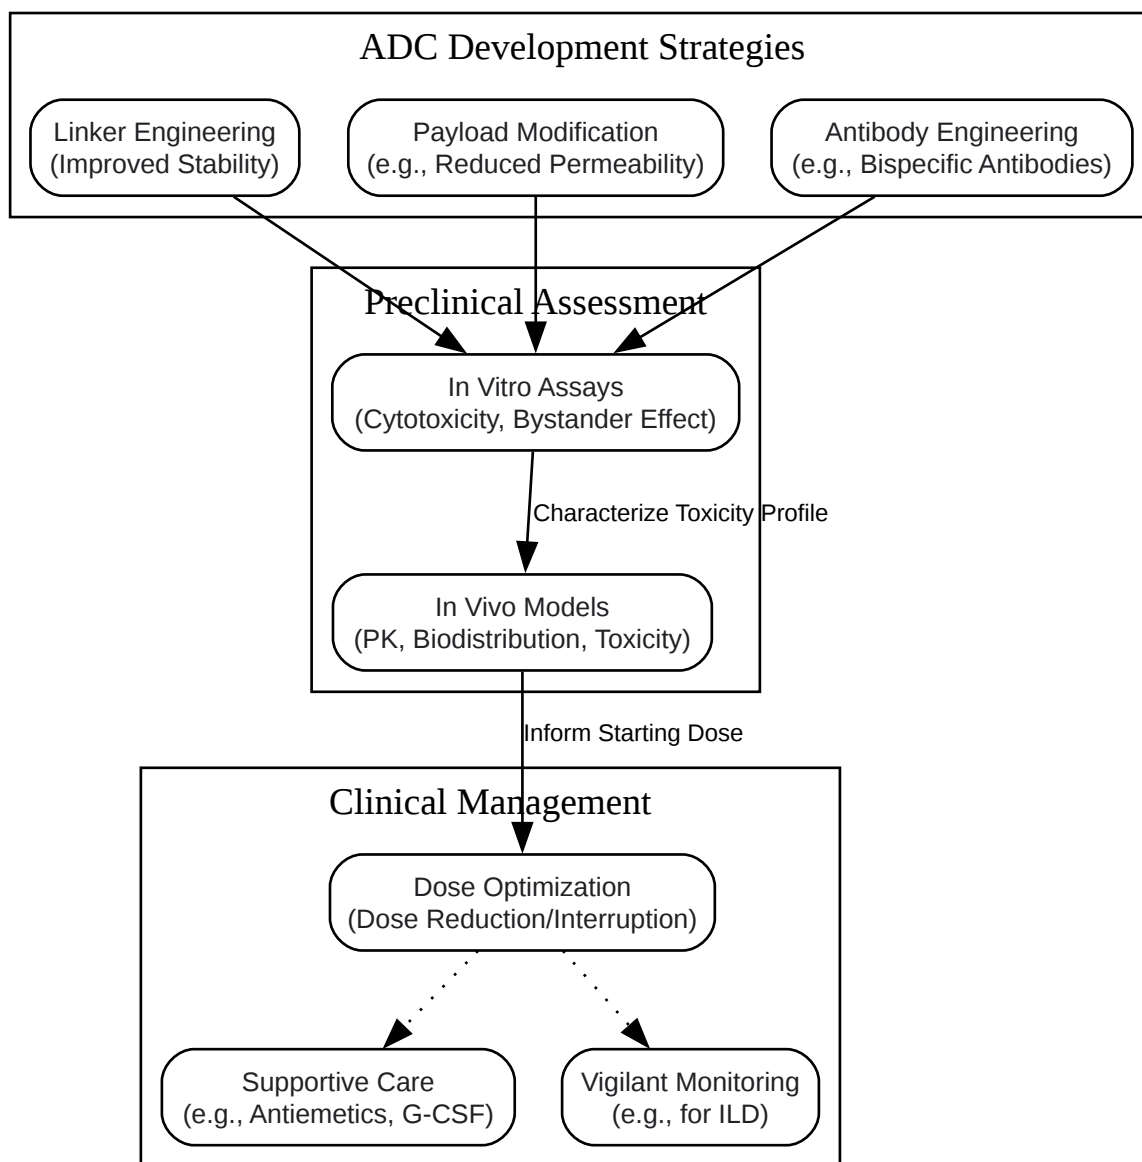 ADC Development Strategies
Linker Engineering
(Improved Stability)
Payload Modification
(e.g., Reduced Permeability)
Antibody Engineering
(e.g., Bispecific Antibodies)
Preclinical Assessment
In Vitro Assays
(Cytotoxicity, Bystander Effect)
Characterize Toxicity Profile
In Vivo Models
(PK, Biodistribution, Toxicity)
Inform Starting Dose
Clinical Management
Dose Optimization
(Dose Reduction/Interruption)
Supportive Care
(e.g., Antiemetics, G-CSF)
Vigilant Monitoring
(e.g., for ILD)